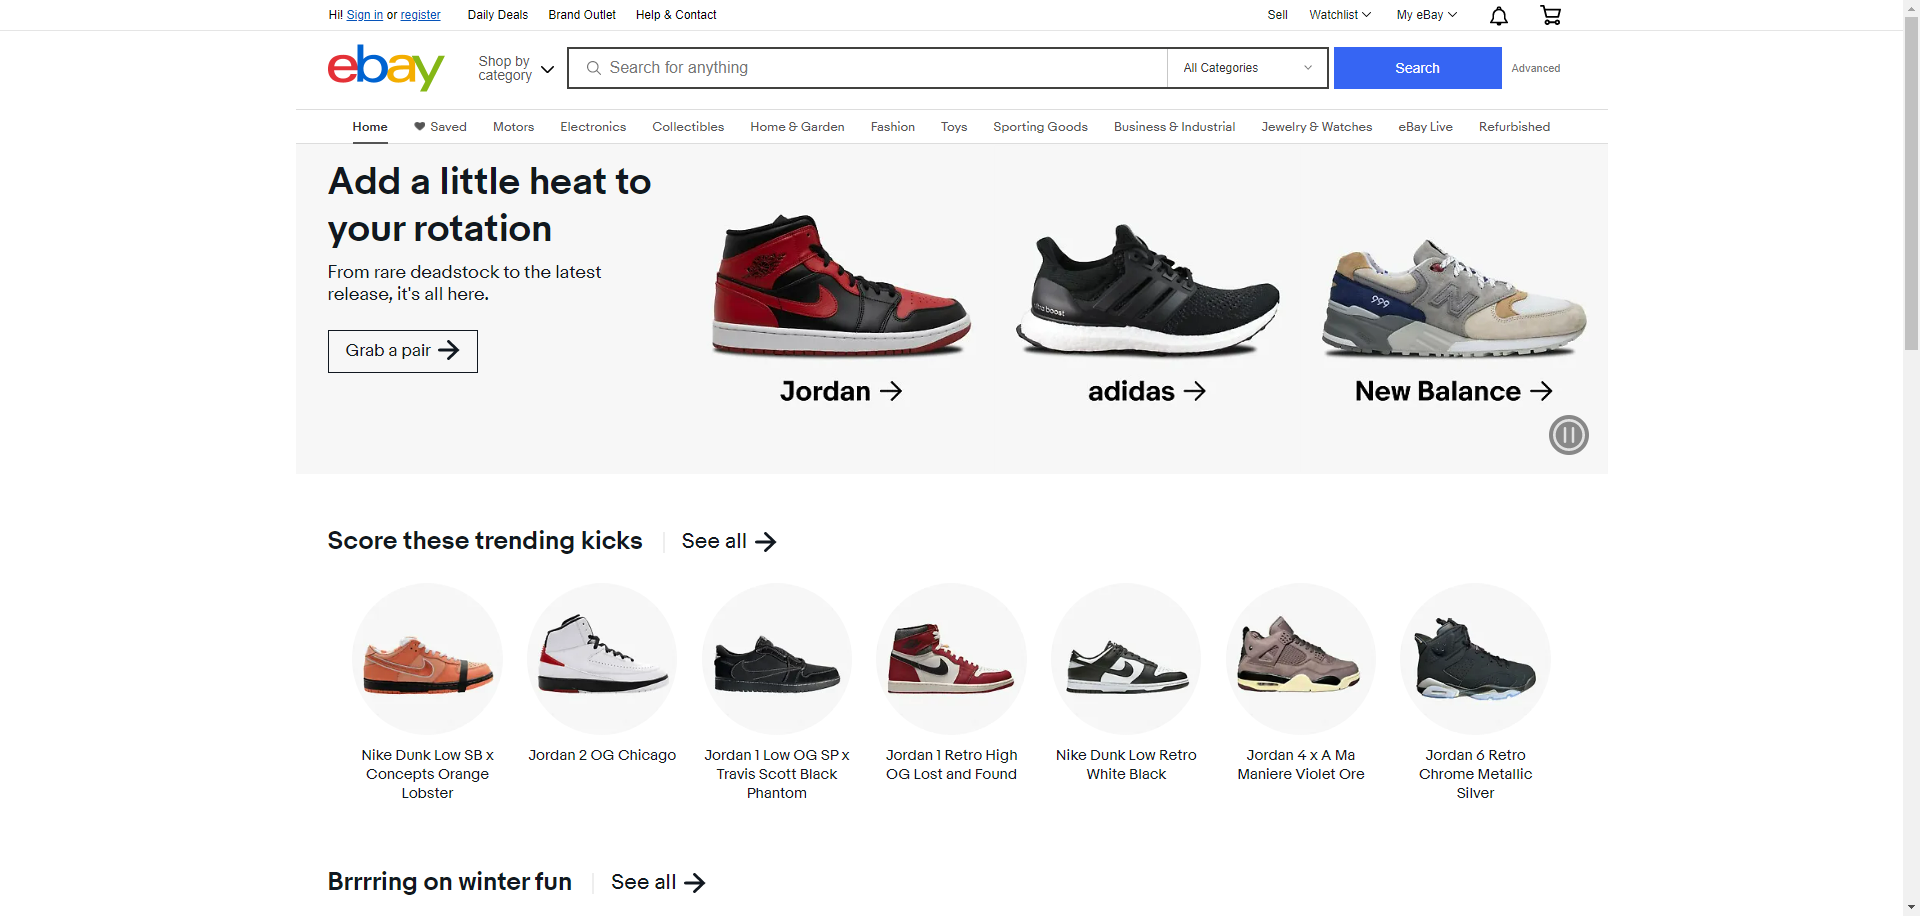 Hi! Sign in or register Daily Deals Brand Outlet Help & Contact Sell Watchlist My eBay
ebay Shop by category Search for anything All Categories Search Advanced
Home Saved Motors Electronics Collectibles Home & Garden Fashion Toys Sporting Goods Business & Industrial Jewelry & Watches eBay Live Refurbished
Add a little heat to
your rotation
From rare deadstock to the latest
release, it's all here.
Grab a pair
999
ultra boost
Jordan adidas New Balance
Score these trending kicks See all
Nike Dunk Low SB x
Concepts Orange
Lobster
Jordan 2 OG Chicago
Jordan 1 Low OG SP x
Travis Scott Black
Phantom
Jordan 1 Retro High
OG Lost and Found
Nike Dunk Low Retro
White Black
Jordan 4 x A Ma
Maniere Violet Ore
Jordan 6 Retro
Chrome Metallic
Silver
Brrrring on winter fun See all